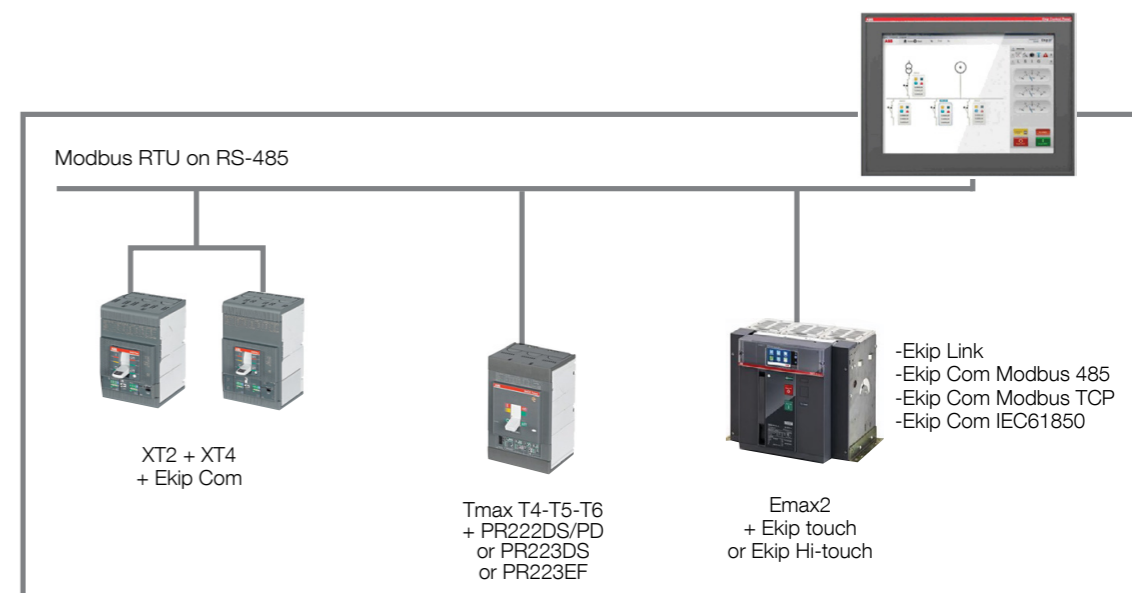 ABB
Modbus RTU on RS-485
-Ekip Link
-Ekip Com Modbus 485
-Ekip Com Modbus TCP
-Ekip Com IEC61850
XT2 + XT4
+ Ekip Com
Tmax T4-T5-T6
+ PR222DS/PD
or PR223DS
or PR223EF
Emax2
+ Ekip touch
or Ekip Hi-touch